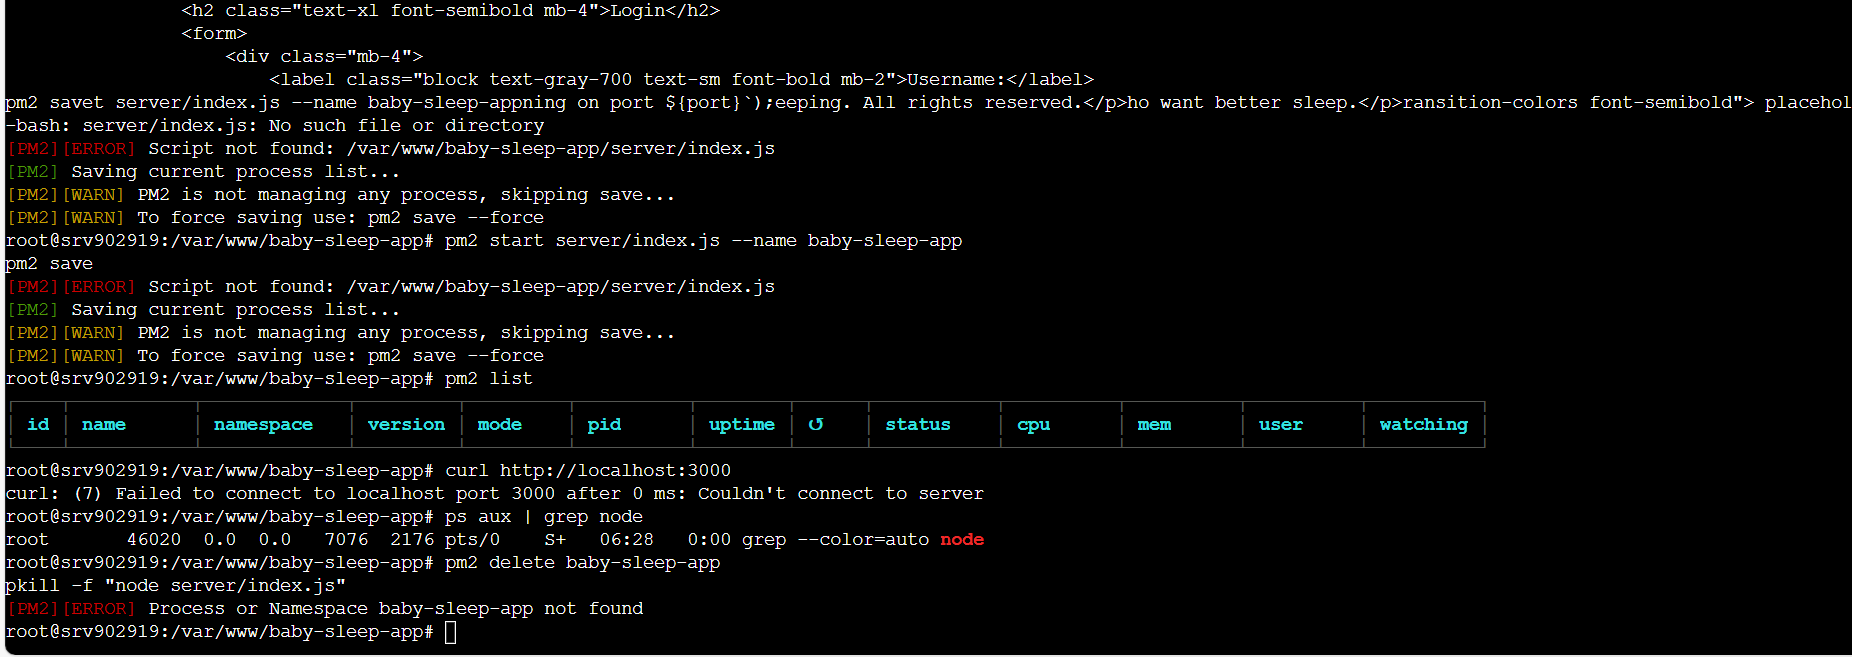 <h2 class="text-xl font-semibold mb-4">Login</h2>
<form>
<div class="mb-4">
<label class="block text-gray-700 text-sm font-bold mb-2">Username:</label>
pm2 savet server/index.js --name baby-sleep-appning on port ${port}`);eeping. All rights reserved.</p>ho want better sleep.</p>ransition-colors font-semibold"> placehol
-bash: server/index.js: No such file or directory
[PM2][ERROR] Script not found: /var/www/baby-sleep-app/server/index.js
[PM2] Saving current process list...
[PM2][WARN] PM2 is not managing any process, skipping save...
[PM2][WARN] To force saving use: pm2 save --force
root@srv902919:/var/www/baby-sleep-app# pm2 start server/index.js --name baby-sleep-app
pm2 save
[PM2][ERROR] Script not found: /var/www/baby-sleep-app/server/index.js
[PM2] Saving current process list...
[PM2][WARN] PM2 is not managing any process, skipping save...
[PM2][WARN] To force saving use: pm2 save --force
root@srv902919:/var/www/baby-sleep-app# pm2 list
id name namespace version mode pid uptime ↺ status cpu mem user watching
root@srv902919:/var/www/baby-sleep-app# curl http://localhost:3000
curl: (7) Failed to connect to localhost port 3000 after 0 ms: Couldn't connect to server
root@srv902919:/var/www/baby-sleep-app# ps aux | grep node
root 46020 0.0 0.0 7076 2176 pts/0 S+ 06:28 0:00 grep --color=auto node
root@srv902919:/var/www/baby-sleep-app# pm2 delete baby-sleep-app
pkill -f "node server/index.js"
[PM2][ERROR] Process or Namespace baby-sleep-app not found
root@srv902919:/var/www/baby-sleep-app#